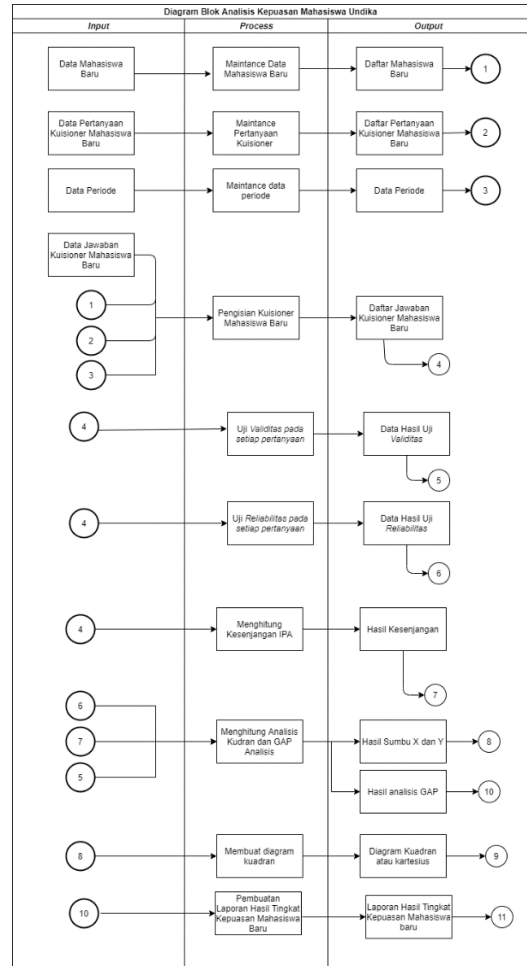 Diagram Blok Analisis Kepuasan Mahasiswa Undika
Input
Process
Output
Data Mahasiswa
Baru
Maintance Data
Mahasiswa Baru
Daftar Mahasiswa
Baru
1
Data Pertanyaan
Kuisioner Mahasiswa
Baru
Maintance
Pertanyaan
Kuisioner
Daftar Pertanyaan
Kuisioner Mahasiswa
Baru
2
Data Periode
Maintance data
periode
Data Periode
3
Data Jawaban
Kuisioner Mahasiswa
Baru
1
2
3
Pengisian Kuisioner
Mahasiswa Baru
Daftar Jawaban
Kuisioner Mahasiswa
Baru
4
4
Uji Validitas pada
setiap pertanyaan
Data Hasil Uji
Validitas
5
4
Uji Reliabilitas pada
setiap pertanyaan
Data Hasil Uji
Reliabilitas
6
4
Menghitung
Kesenjangan IPA
Hasil Kesenjangan
7
6
7
5
Menghitung Analisis
Kudran dan GAP
Analisis
Hasil Sumbu X dan Y
8
Hasil analisis GAP
10
8
Membuat diagram
kuadran
Diagram Kuadran
atau kartesius
9
10
Pembuatan
Laporan Hasil Tingkat
Kepuasan Mahasiswa
Baru
Laporan Hasil Tingkat
Kepuasan Mahasiswa
baru
11